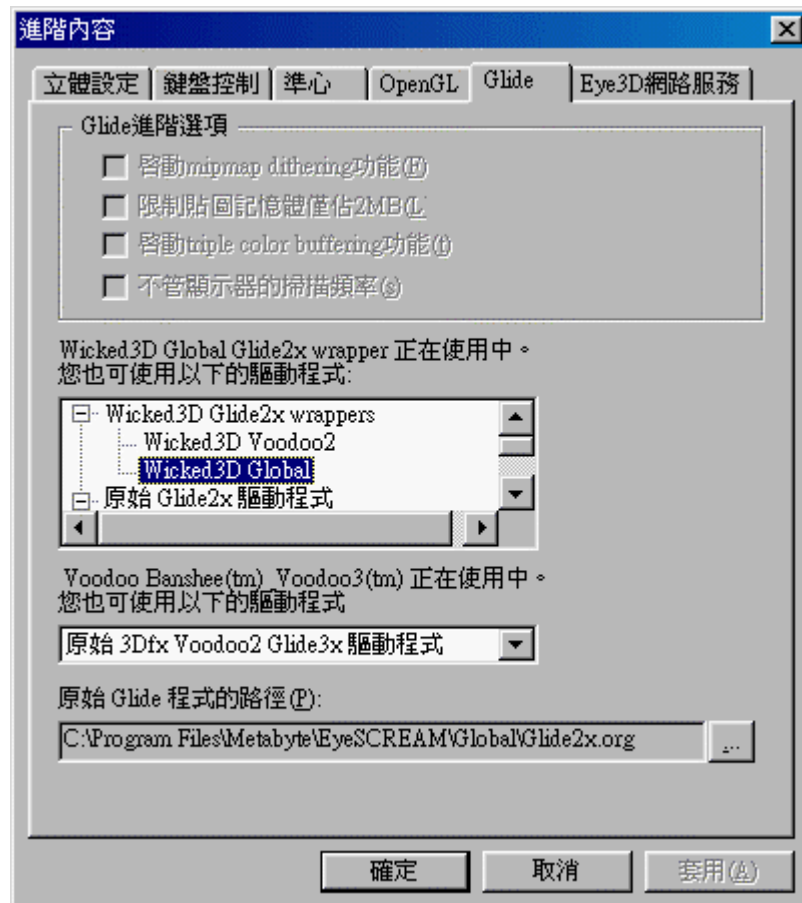 進階內容
立體設定 鍵盤控制 準心 OpenGL Glide Eye3D網路服務
Glide進階選項
啓動mipmap dithering功能(F)
限制貼圖記憶體僅佔2MB(L
啓動triple color buffering功能(t)
不管顯示器的掃描頻率(s)
Wicked3D Global Glide2x wrapper 正在使用中。
您也可使用以下的驅動程式:
Wicked3D Glide2x wrappers
Wicked3D Voodoo2
Wicked3D Global
原始 Glide2x 驅動程式
Voodoo Banshee(tm)_Voodoo3(tm) 正在使用中。
您也可使用以下的驅動程式
原始 3Dfx Voodoo2 Glide3x 驅動程式
原始 Glide 程式的路徑(P):
C:\Program Files\Metabyte\EyeSCREAM\Global\Glide2x.org ...
確定 取消 套用(A)